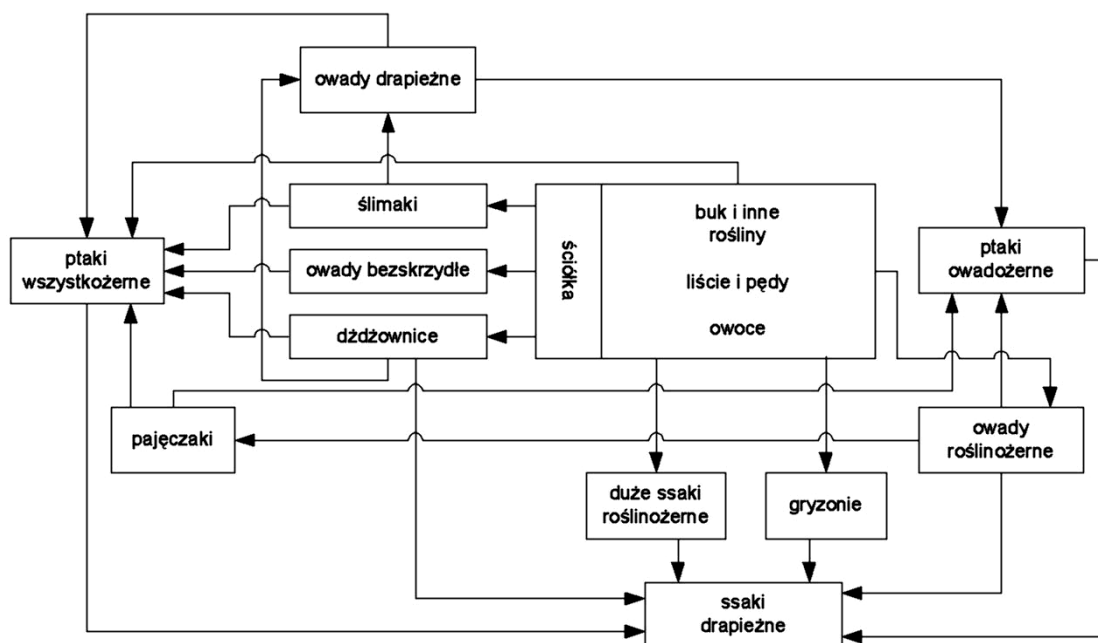 owady drapieżne
ślimaki
owady bezskrzydłe
dżdżownice
ściółka
buk i inne
rośliny
liście i pędy
owoce
ptaki
wszystkożerne
ptaki
owadożerne
pajęczaki
owady
roślinożerne
duże ssaki
roślinożerne
gryzonie
ssaki
drapieżne